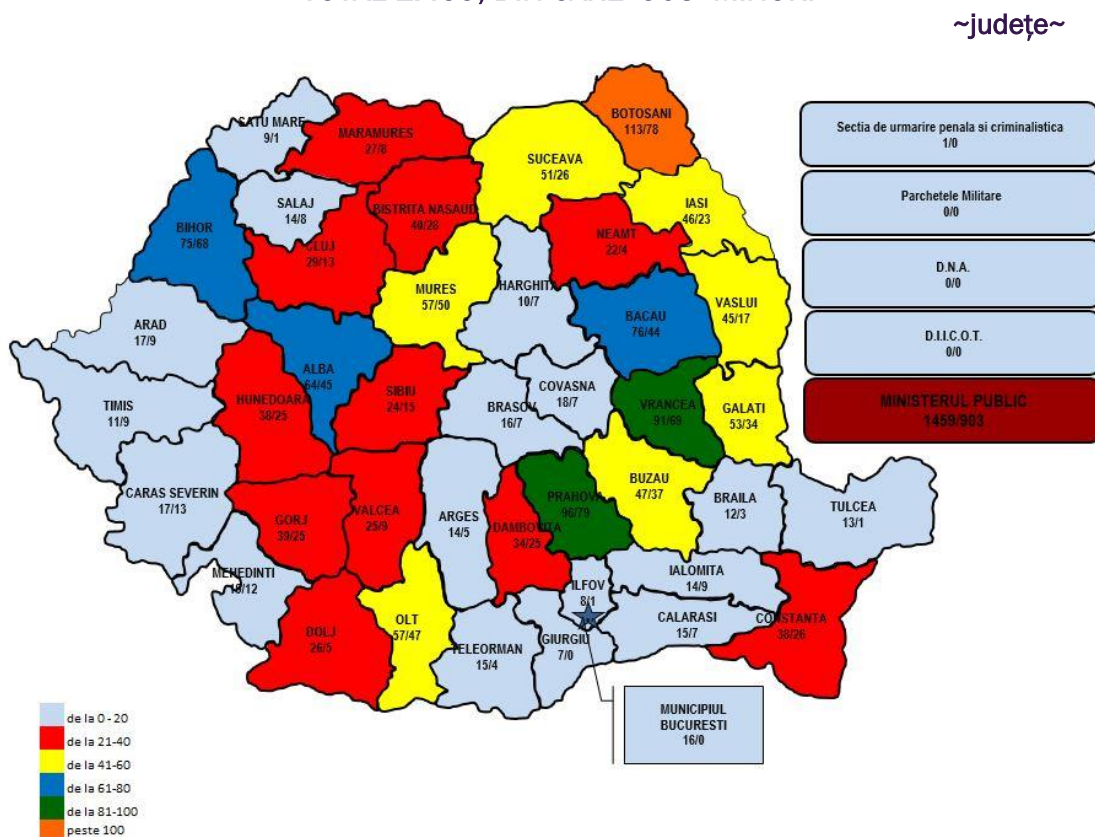 ~județe~
BOTOSANI
113/78
SATU MARE
9/1
MARAMURES
27/8
SUCEAVA
51/26
Sectia de urmarire penala si criminalistica
1/0
SALAJ
14/8
BISTRITA NASAUD
40/28
IASI
46/23
Parchetele Militare
0/0
BIHOR
75/68
CLUJ
29/13
NEAMT
22/4
MURES
57/50
HARGHITA
10/7
D.N.A.
0/0
ARAD
17/9
BACAU
76/44
VASLUI
45/17
D.I.I.C.O.T.
0/0
ALBA
64/45
HUNEDOARA
38/25
SIBIU
24/15
COVASNA
18/7
BRASOV
16/7
VRANCEA
91/69
GALATI
53/34
MINISTERUL PUBLIC
1459/903
TIMIS
11/9
CARAS SEVERIN
17/13
GORJ
39/25
VALCEA
25/9
ARGES
14/5
DAMBOVITA
34/25
PRAHOVA
96/79
BUZAU
47/37
BRAILA
12/3
TULCEA
13/1
MEHEDINTI
/12
ILFOV
8/1
IALOMITA
14/9
DOLJ
26/5
OLT
57/47
TELEORMAN
15/4
GIURGIU
7/0
CALARASI
15/7
CONSTANTA
38/26
MUNICIPIUL
BUCURESTI
16/0
de la 0 - 20
de la 21-40
de la 41-60
de la 61-80
de la 81-100
peste 100